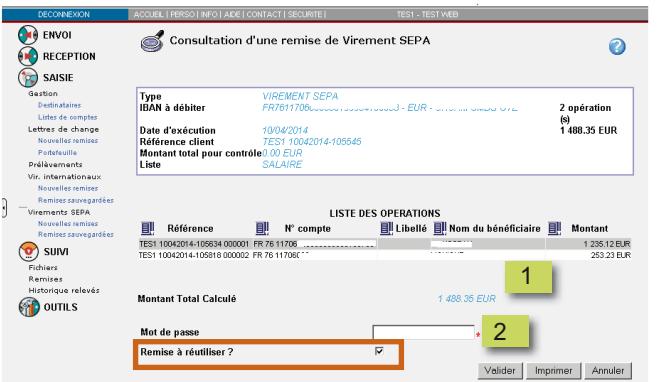 DECONNEXION
ACCUEIL | PERSO | INFO | AIDE | CONTACT | SECURITE |
TEST1 - TEST WEB
ENVOI
RECEPTION
SAISIE
Gestion
Destinataires
Listes de comptes
Lettres de change
Nouvelles remises
Portefeuille
Prélèvements
Vir. internationaux
Nouvelles remises
Remises sauvegardées
Virements SEPA
Nouvelles remises
Remises sauvegardées
SUIVI
Fichiers
Remises
Historique relevés
OUTILS
Consultation d'une remise de Virement SEPA
?
Type VIREMENT SEPA
IBAN à débiter - EUR - 2 opération
(s)
Date d'exécution 10/04/2014 1 488.35 EUR
Référence client TES1 10042014-105545
Montant total pour contrôle 0.00 EUR
Liste SALAIRE
LISTE DES OPERATIONS
Référence N° compte Libellé Nom du bénéficiaire Montant
TES1 10042014-105634 000001 FR 76 11706 1 235.12 EUR
TES1 10042014-105818 000002 FR 76 253.23 EUR
1
Montant Total Calculé 1 488.35 EUR
Mot de passe * 2
Remise à réutiliser ?
Valider Imprimer Annuler